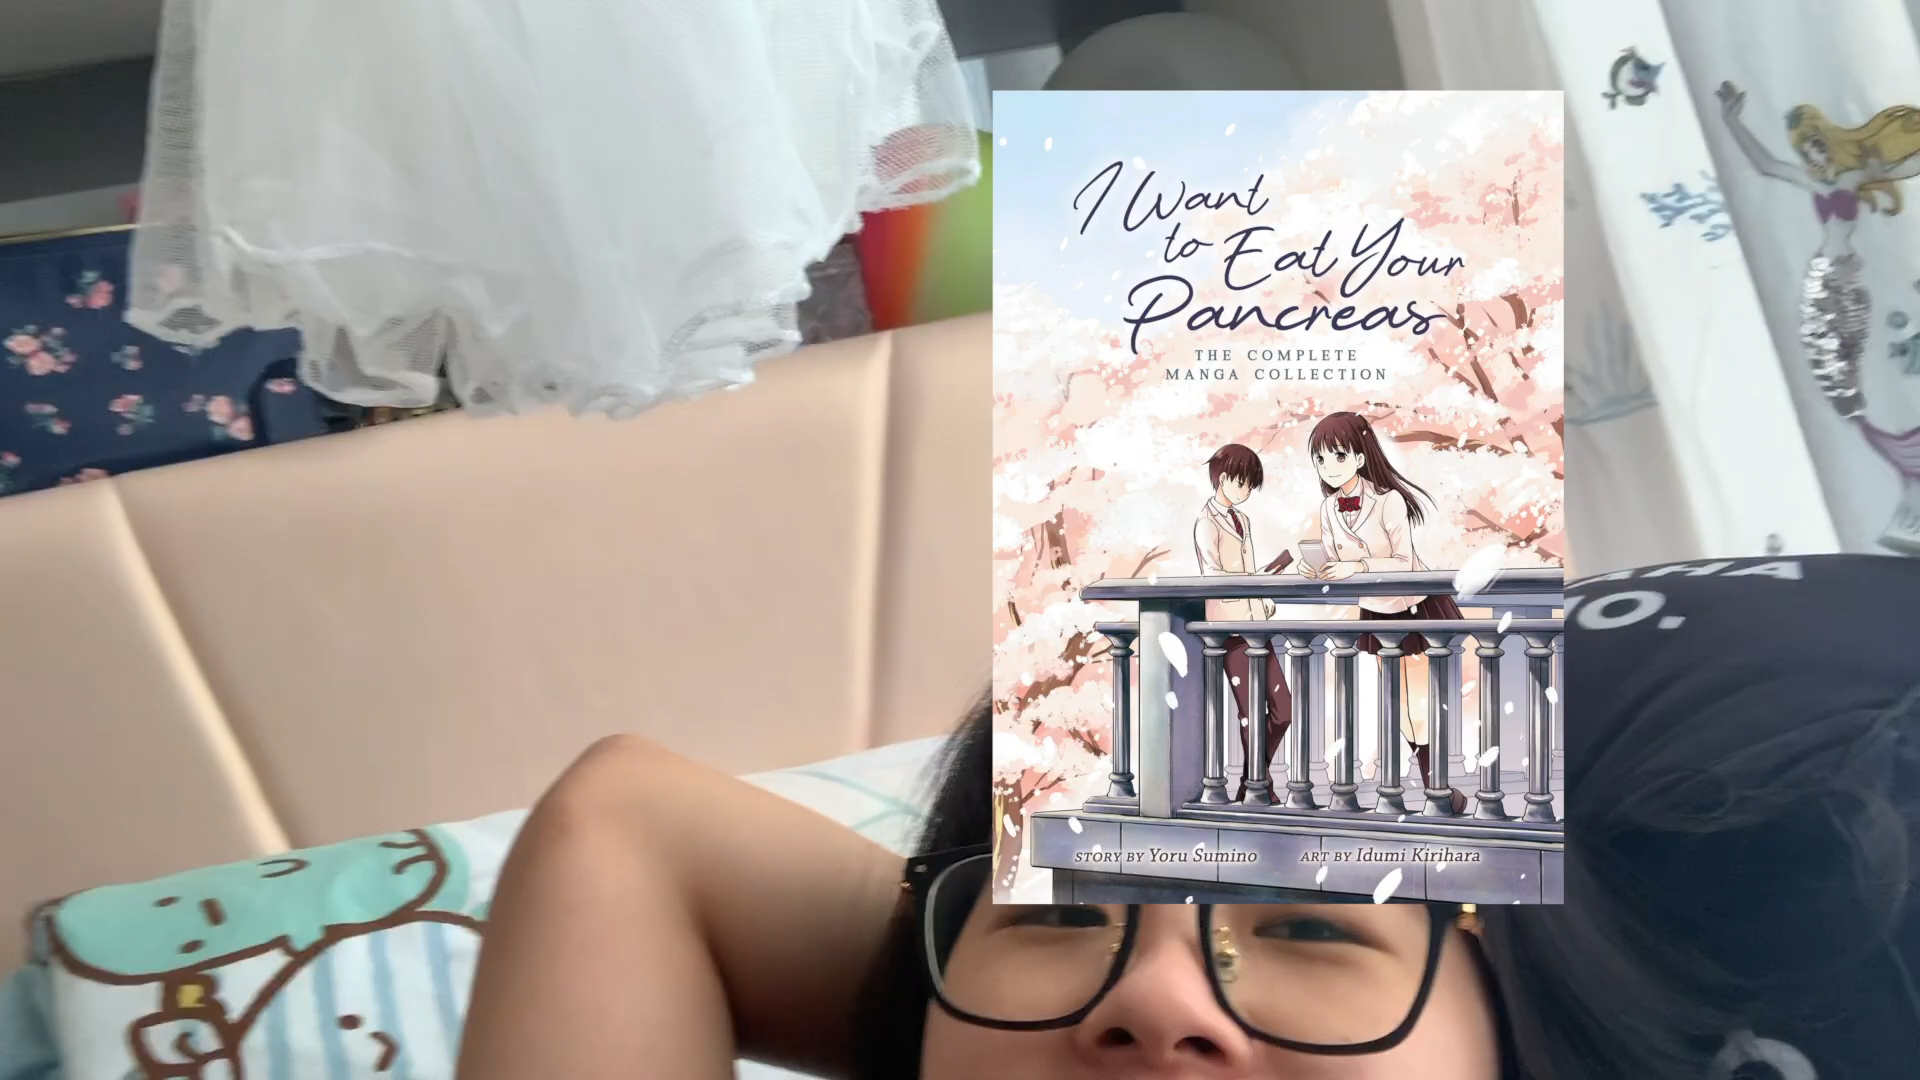 I Want
to Eat Your
Pancreas
THE COMPLETE
MANGA COLLECTION
STORY BY Yoru Sumino ART BY Idumi Kirihara